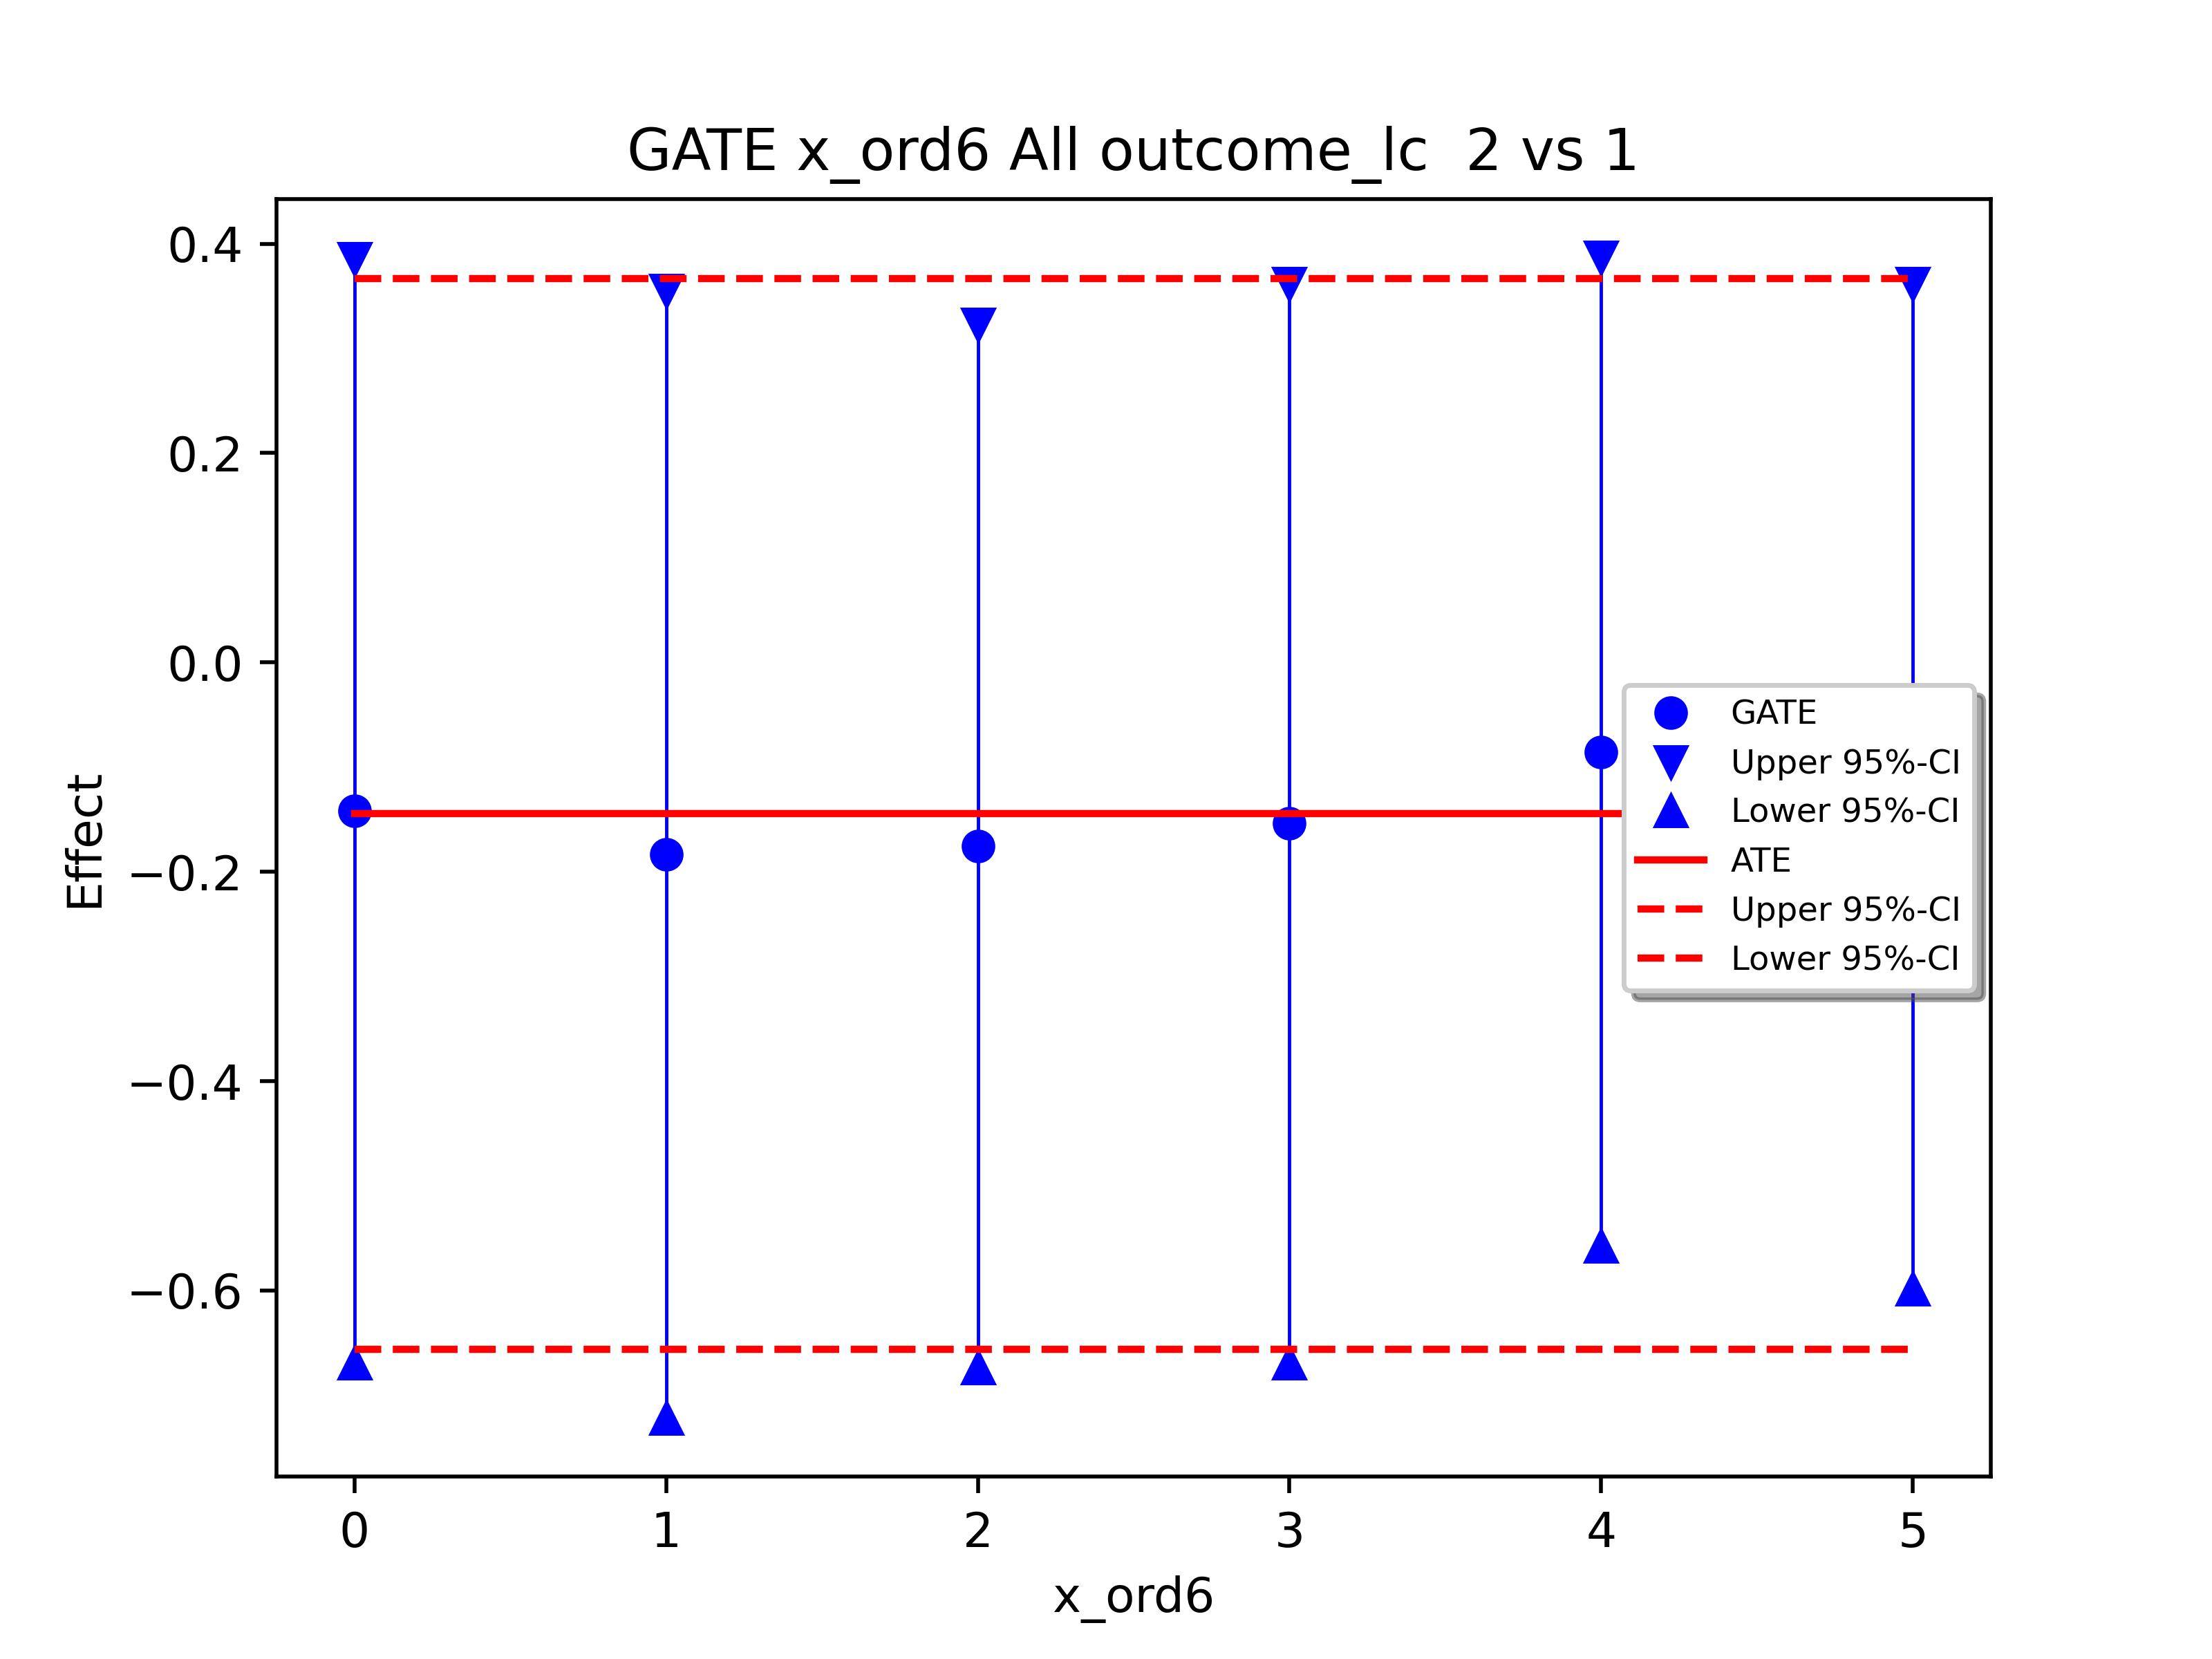 GATE x_ord6 All outcome_lc  2 vs 1
0.4
0.2
0.0
−0.2
−0.4
−0.6
Effect
GATE
Upper 95%-CI
Lower 95%-CI
ATE
Upper 95%-CI
Lower 95%-CI
0 1 2 3 4 5
x_ord6